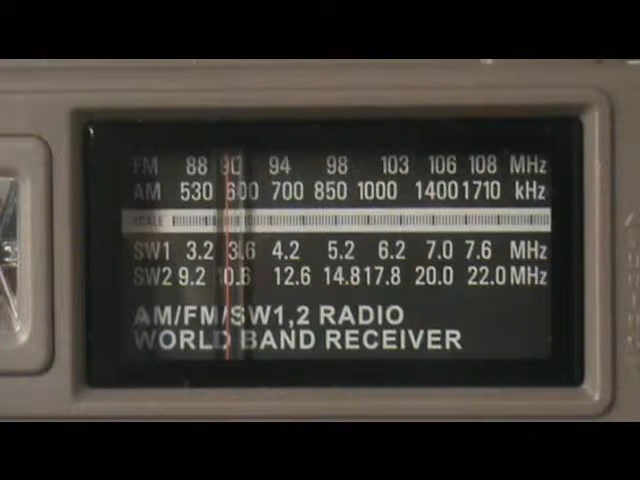 FM 88 90 94 98 103 106 108 MHz
AM 530 600 700 850 1000 1400 1710 kHz
SCALE
SW1 3.2 3.6 4.2 5.2 6.2 7.0 7.6 MHz
SW2 9.2 10.6 12.6 14.8 17.8 20.0 22.0 MHz
AM/FM/SW1,2 RADIO
WORLD BAND RECEIVER